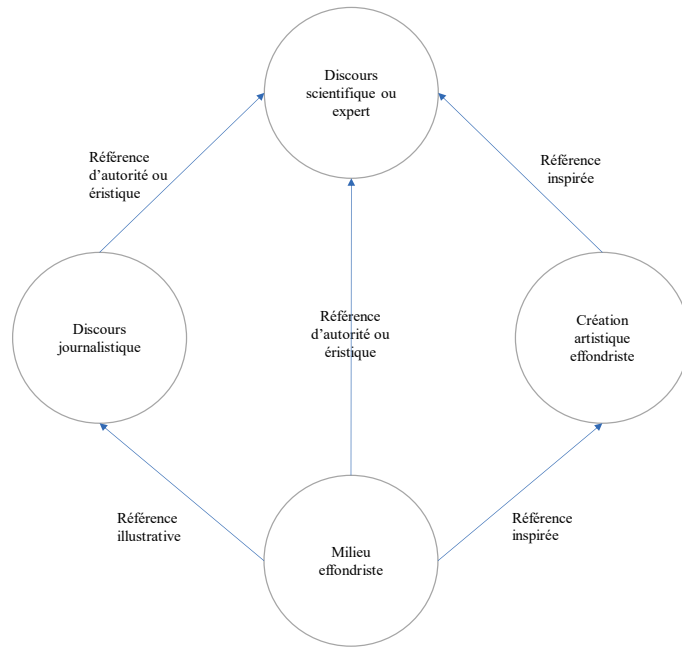 Discours
scientifique ou
expert
Référence
d’autorité ou
éristique
Référence
inspirée
Discours
journalistique
Référence
d’autorité ou
éristique
Création
artistique
effondriste
Référence
illustrative
Référence
inspirée
Milieu
effondriste